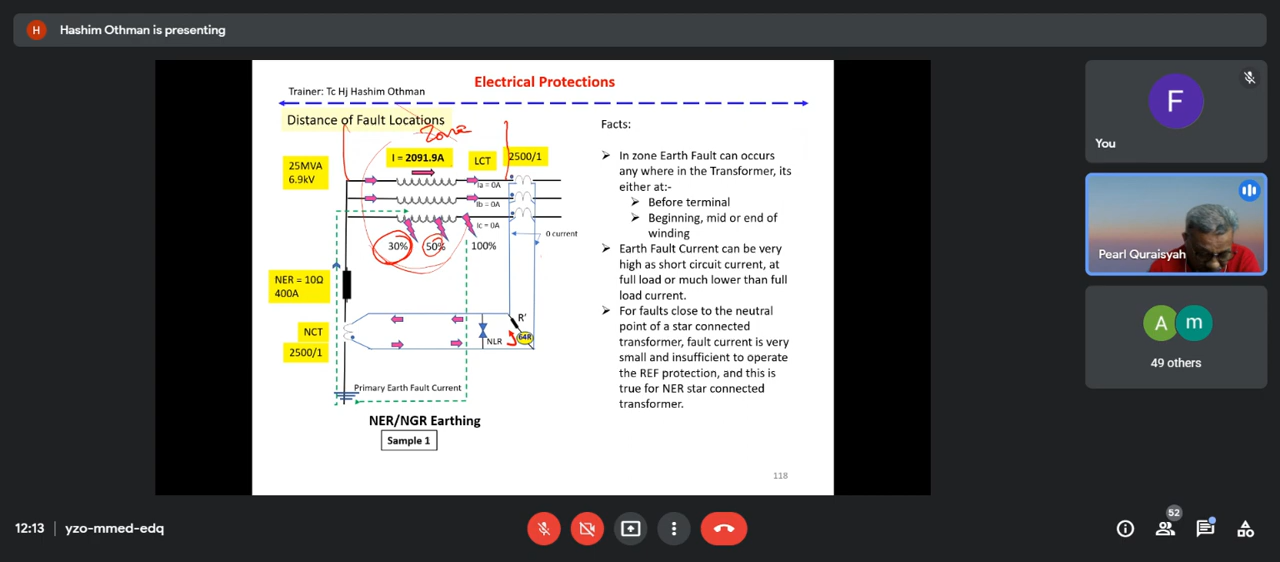 H
Hashim Othman is presenting
Electrical Protections
Trainer: Tc Hj Hashim Othman
Distance of Fault Locations
Zone
I = 2091.9A
LCT
2500/1
25MVA
6.9kV
Ia = 0A
Ib = 0A
Ic = 0A
0 current
30%
50%
100%
NER = 10Ω
400A
R'
64R
NLR
NCT
2500/1
Primary Earth Fault Current
NER/NGR Earthing
Sample 1
Facts:
➢ In zone Earth Fault can occurs
any where in the Transformer, its
either at:-
➢ Before terminal
➢ Beginning, mid or end of
winding
➢ Earth Fault Current can be very
high as short circuit current, at
full load or much lower than full
load current.
➢ For faults close to the neutral
point of a star connected
transformer, fault current is very
small and insufficient to operate
the REF protection, and this is
true for NER star connected
transformer.
118
F
You
Pearl Quraisyah
A
m
49 others
12:13
yzo-mmed-edq
52